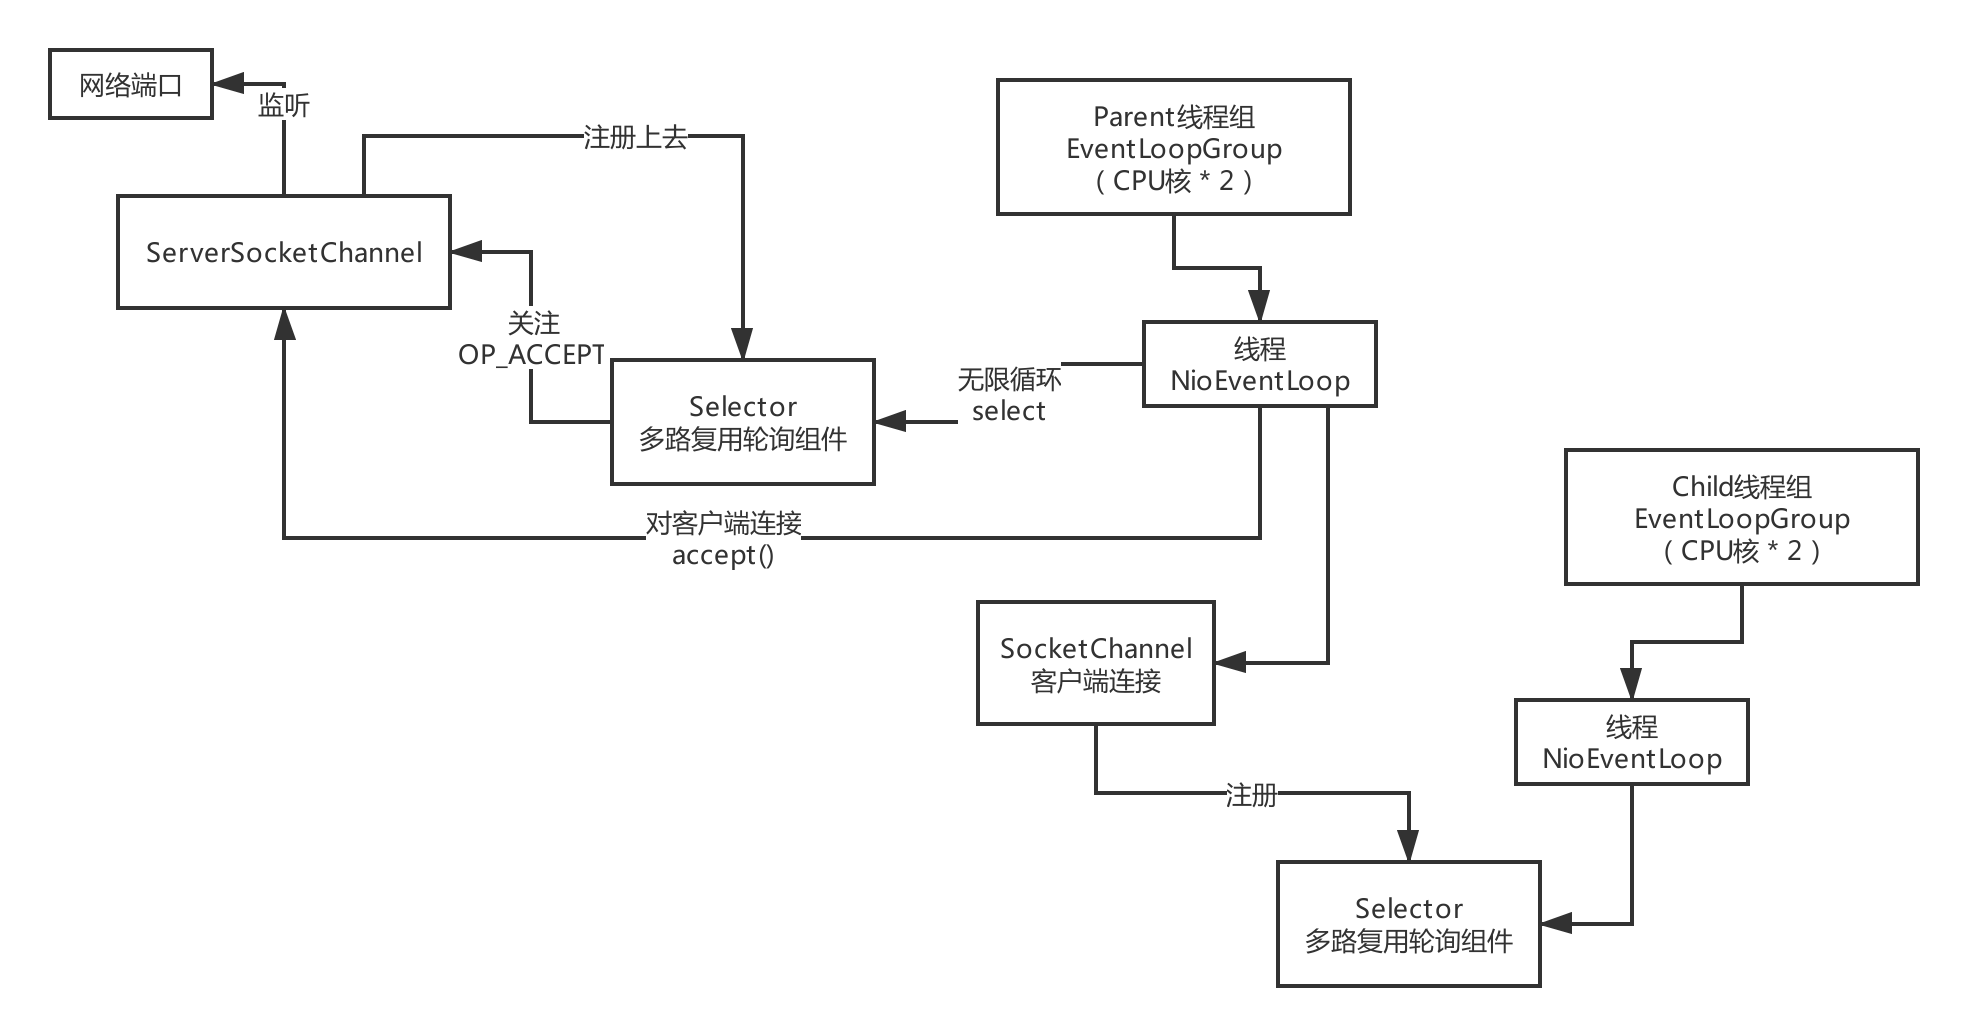 网络端口
监听
注册上去
Parent线程组
EventLoopGroup
（ CPU核 * 2 ）
ServerSocketChannel
关注
OP_ACCEPT
线程
NioEventLoop
无限循环
select
Selector
多路复用轮询组件
对客户端连接
accept()
Child线程组
EventLoopGroup
（ CPU核 * 2 ）
SocketChannel
客户端连接
线程
NioEventLoop
注册
Selector
多路复用轮询组件